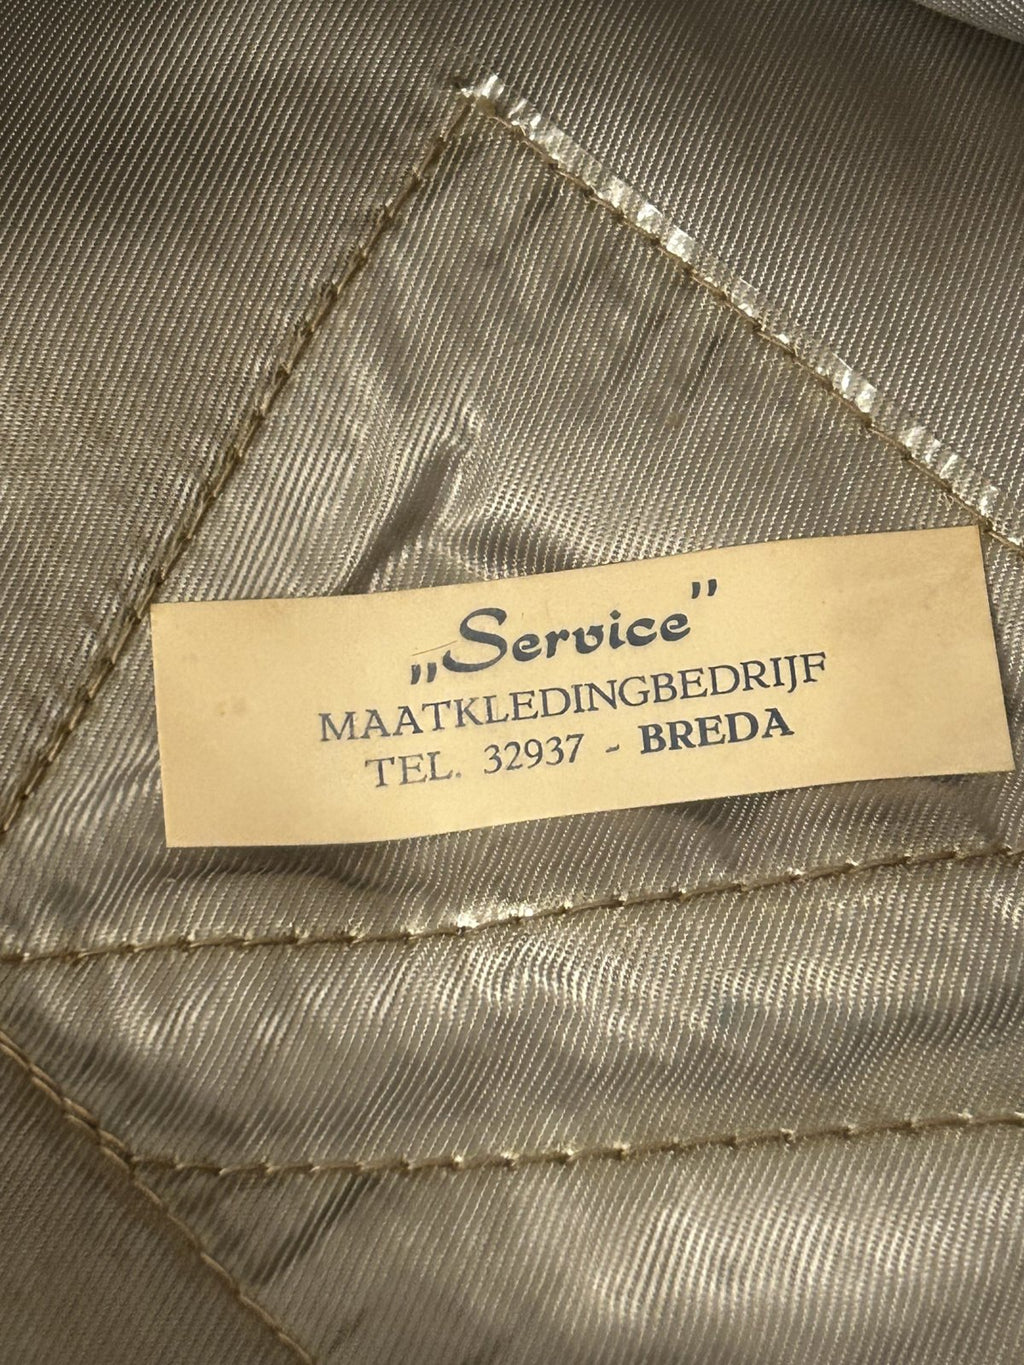 „Service”
MAATKLEDINGBEDRIJF
TEL. 32937 - BREDA